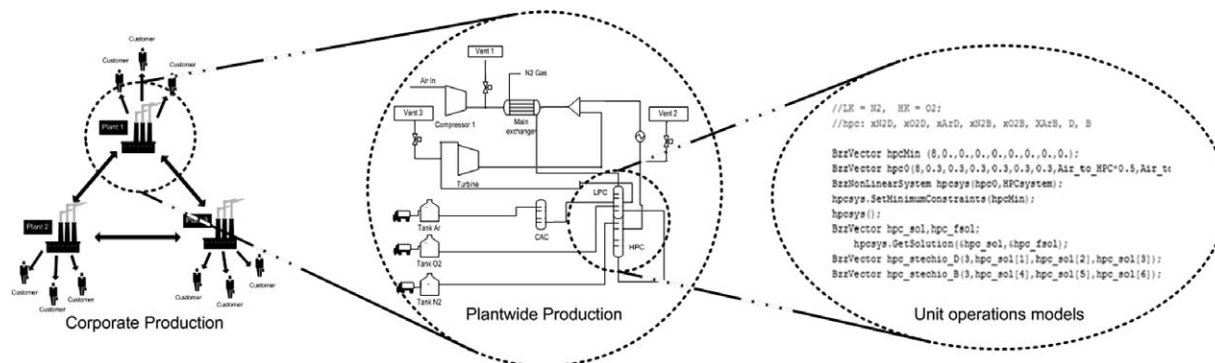 Customer
Customer
Customer
Plant 1
Plant 2
Customer
Customer
Customer
Customer
Customer
Customer
Corporate Production
Vent 1
N2 Gas
Air In
Vent 3
Vent 2
Compressor 1
Main
exchanger
Turbine
LPC
Tank Ar
CAC
HPC
Tank O2
Tank N2
Plantwide Production
//LK = N2, HK = O2;
//hpc: xN2D, xO2D, xArD, xN2B, xO2B, XArB, D, B
BzzVector hpcMin (8,0.,0.,0.,0.,0.,0.,0.,0.);
BzzVector hpc0(8,0.3,0.3,0.3,0.3,0.3,0.3,Air_to_HPC*0.5,Air_to
BzzNonLinearSystem hpcsys(hpc0,HPCsystem);
hpcsys.SetMinimumConstraints(hpcMin);
hpcsys();
BzzVector hpc_sol,hpc_fsol;
hpcsys.GetSolution(&hpc_sol,&hpc_fsol);
BzzVector hpc_stechio_D(3,hpc_sol[1],hpc_sol[2],hpc_sol[3]);
BzzVector hpc_stechio_B(3,hpc_sol[4],hpc_sol[5],hpc_sol[6]);
Unit operations models